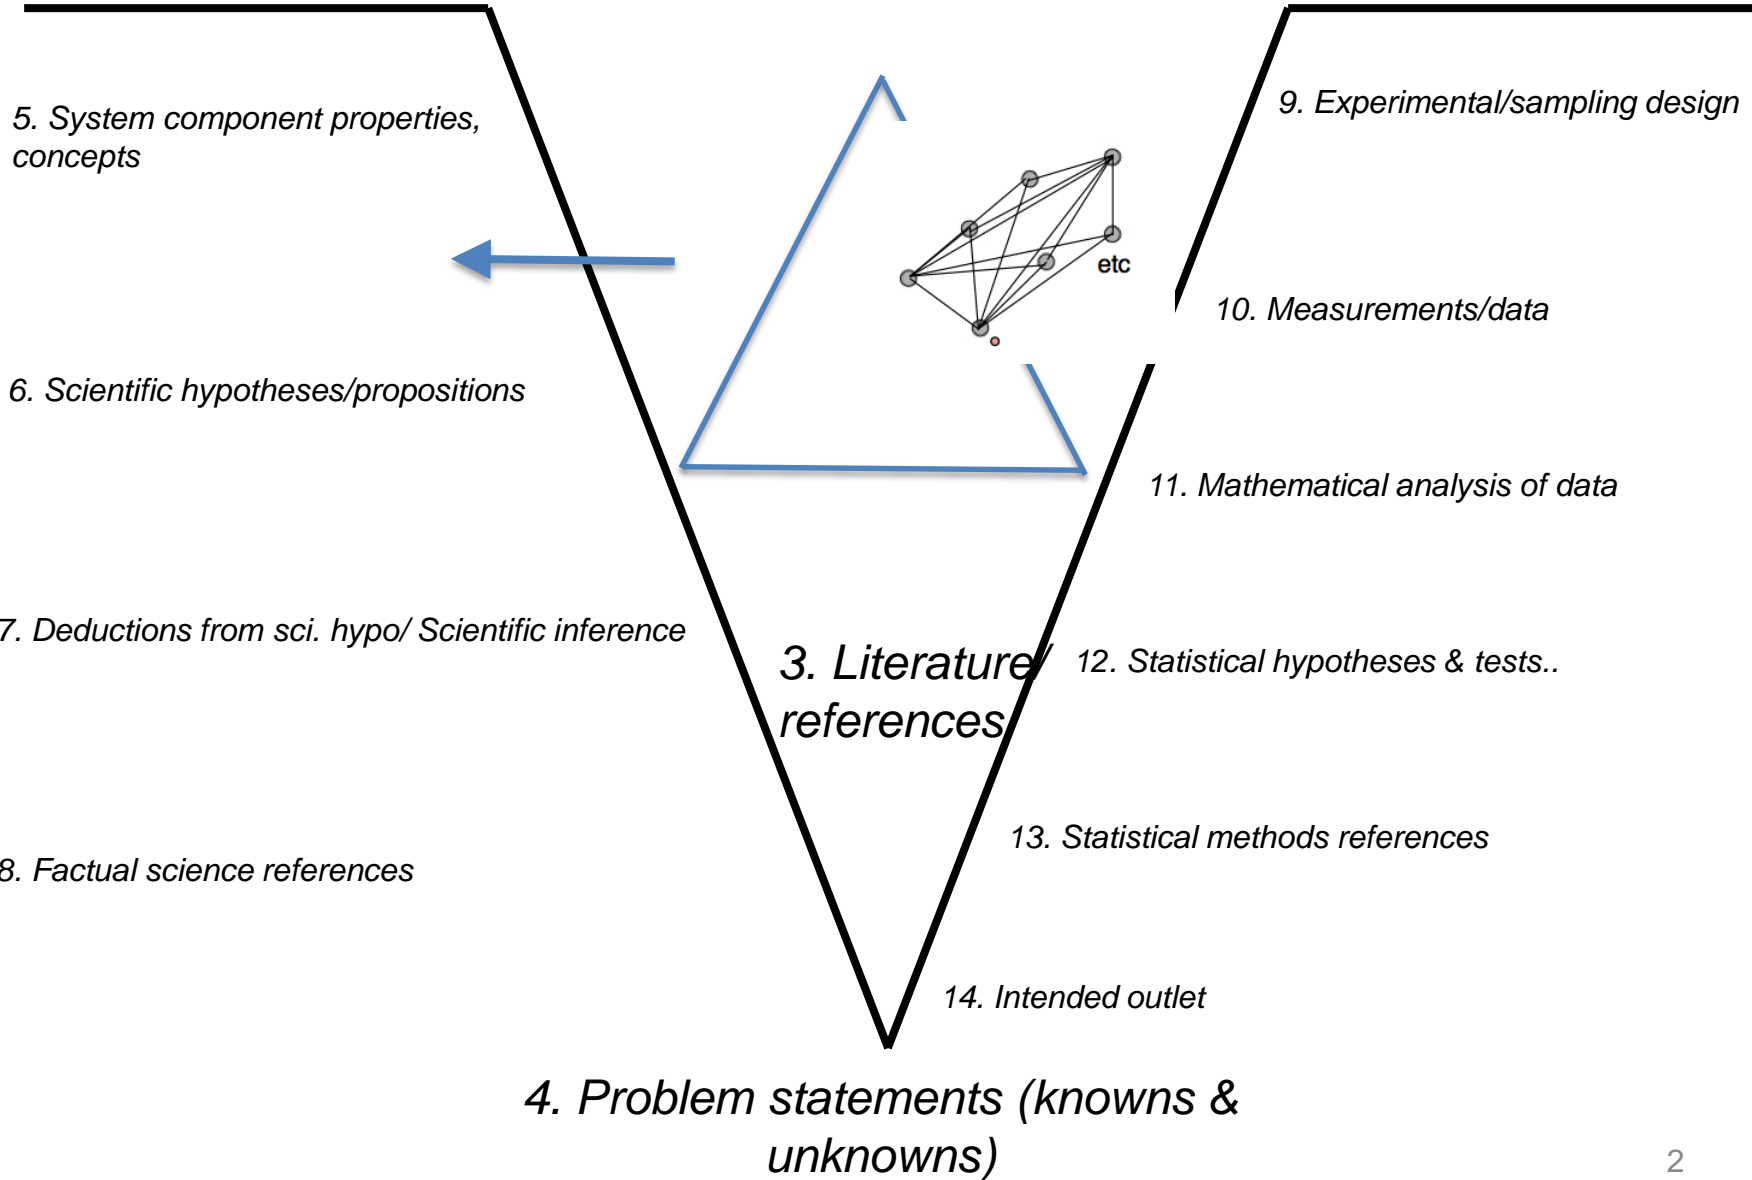 5. System component properties,
concepts
6. Scientific hypotheses/propositions
7. Deductions from sci. hypo/ Scientific inference
8. Factual science references
etc
3. Literature/
references
9. Experimental/sampling design
10. Measurements/data
11. Mathematical analysis of data
12. Statistical hypotheses & tests..
13. Statistical methods references
14. Intended outlet
4. Problem statements (knowns &
unknowns)
2